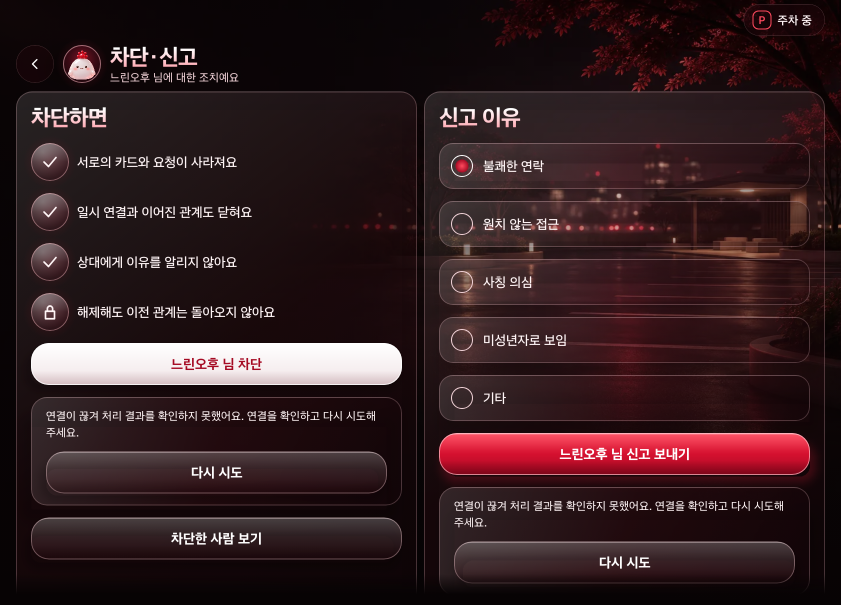 P 주차 중
차단·신고
느린오후 님에 대한 조치예요
차단하면
서로의 카드와 요청이 사라져요
일시 연결과 이어진 관계도 닫혀요
상대에게 이유를 알리지 않아요
해제해도 이전 관계는 돌아오지 않아요
느린오후 님 차단
연결이 끊겨 처리 결과를 확인하지 못했어요. 연결을 확인하고 다시 시도해
주세요.
다시 시도
차단한 사람 보기
신고 이유
불쾌한 연락
원치 않는 접근
사칭 의심
미성년자로 보임
기타
느린오후 님 신고 보내기
연결이 끊겨 처리 결과를 확인하지 못했어요. 연결을 확인하고 다시 시도해
주세요.
다시 시도